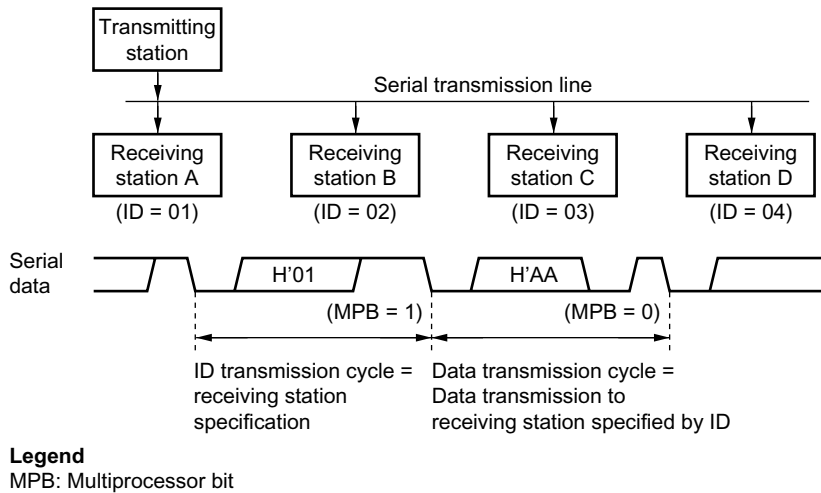 Transmitting
station
Serial transmission line
Receiving
station A
Receiving
station B
Receiving
station C
Receiving
station D
(ID = 01)
(ID = 02)
(ID = 03)
(ID = 04)
Serial
data
H'01
H'AA
(MPB = 1)
(MPB = 0)
ID transmission cycle =
receiving station
specification
Data transmission cycle =
Data transmission to
receiving station specified by ID
Legend
MPB: Multiprocessor bit